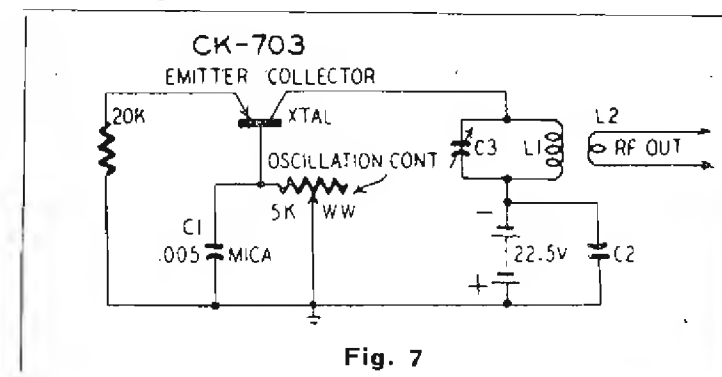 CK-703
EMITTER COLLECTOR
20K
XTAL
C3
L1
L2
RF OUT
OSCILLATION CONT
5K WW
C1
.005 MICA
-
22.5V
C2
+
Fig. 7